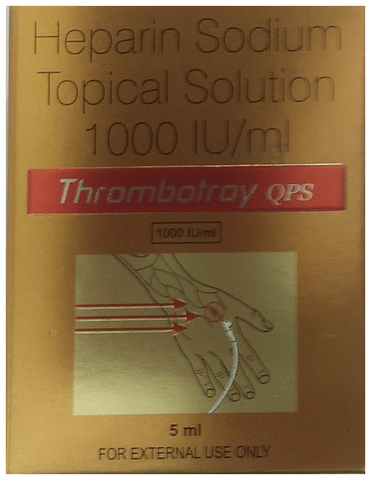 Heparin Sodium
Topical Solution
1000 IU/ml
Thrombotroy QPS
1000 IU/ml
5 ml
FOR EXTERNAL USE ONLY